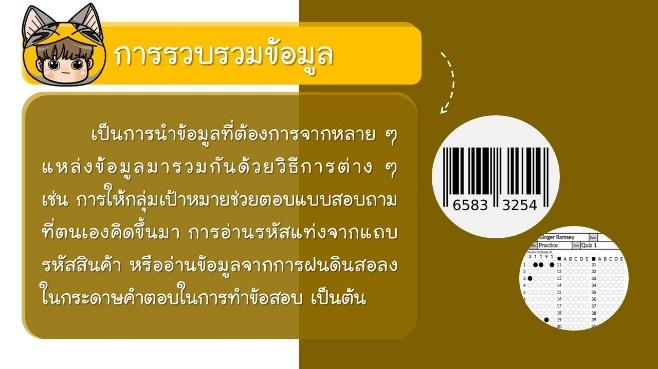 การรวบรวมข้อมูล
เป็นการนำข้อมูลที่ต้องการจากหลาย ๆ
แหล่งข้อมูลมารวมกันด้วยวิธีการต่าง ๆ
เช่น การให้กลุ่มเป้าหมายช่วยตอบแบบสอบถาม
ที่ตนเองคิดขึ้นมา การอ่านรหัสแท่งจากแถบ
รหัสสินค้า หรืออ่านข้อมูลจากการฝนดินสอลง
ในกระดาษคำตอบในการทำข้อสอบ เป็นต้น
6583 3254
Ginger Ramsey
Practice Quiz 1
A B C D E A B C D E